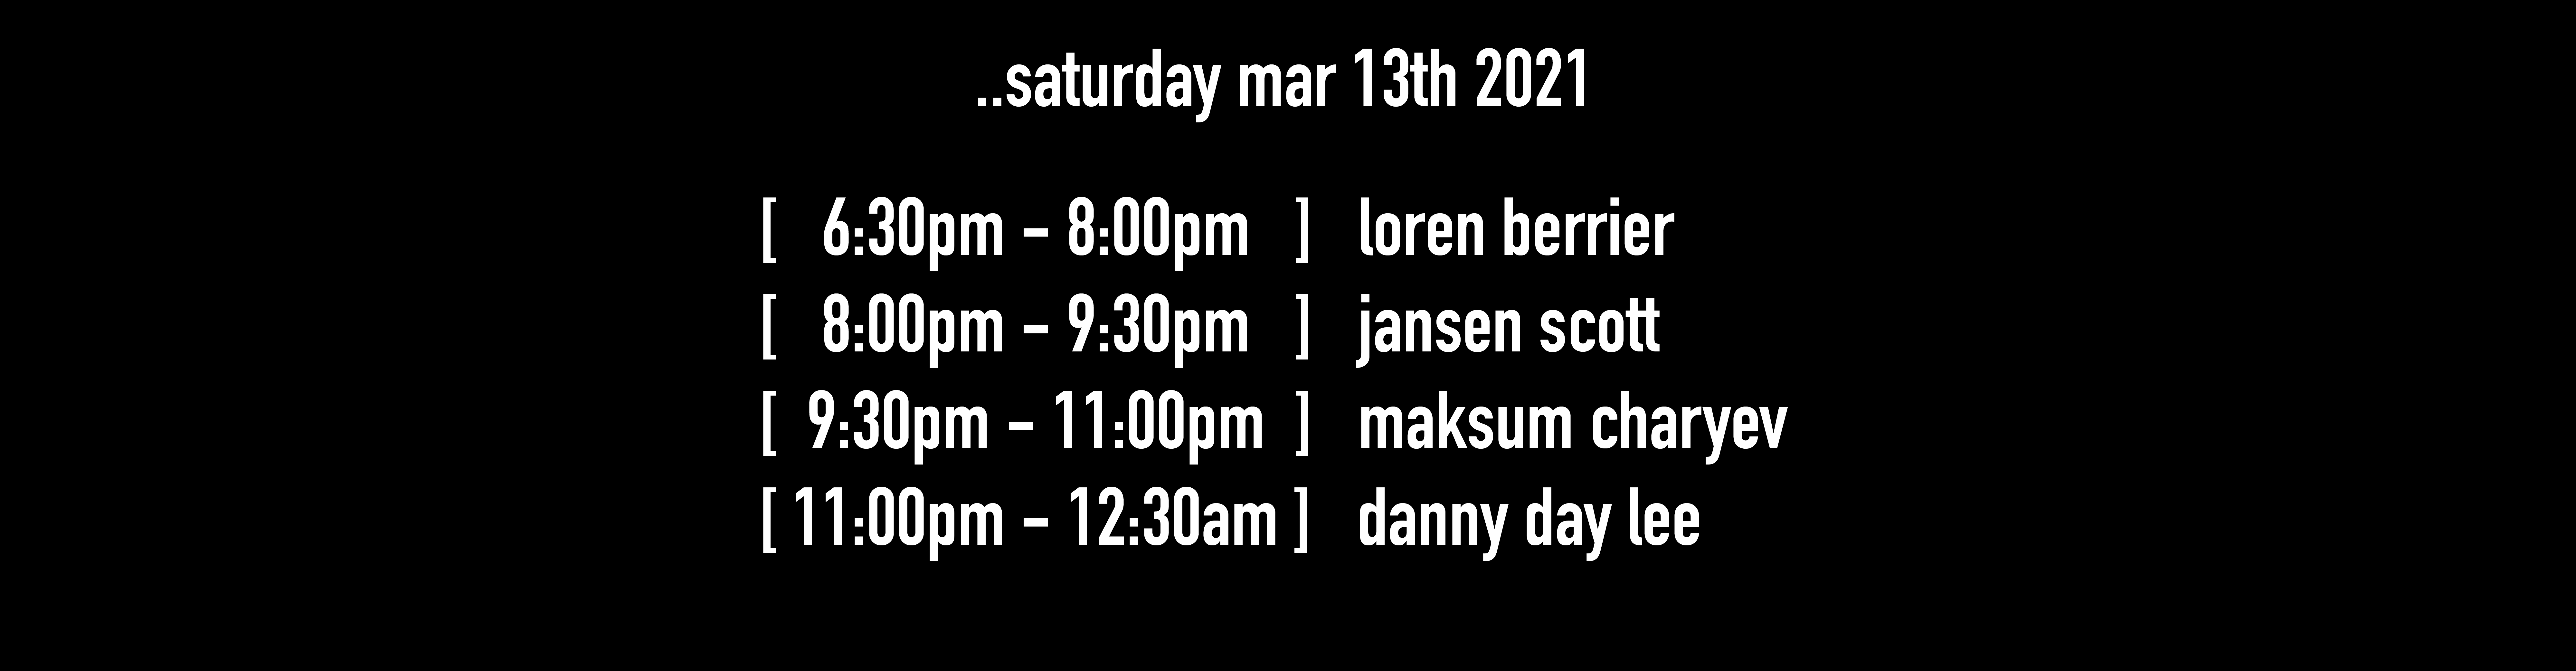 ..saturday mar 13th 2021
[ 6:30pm – 8:00pm ] loren berrier
[ 8:00pm – 9:30pm ] jansen scott
[ 9:30pm – 11:00pm ] maksum charyev
[ 11:00pm – 12:30am ] danny day lee